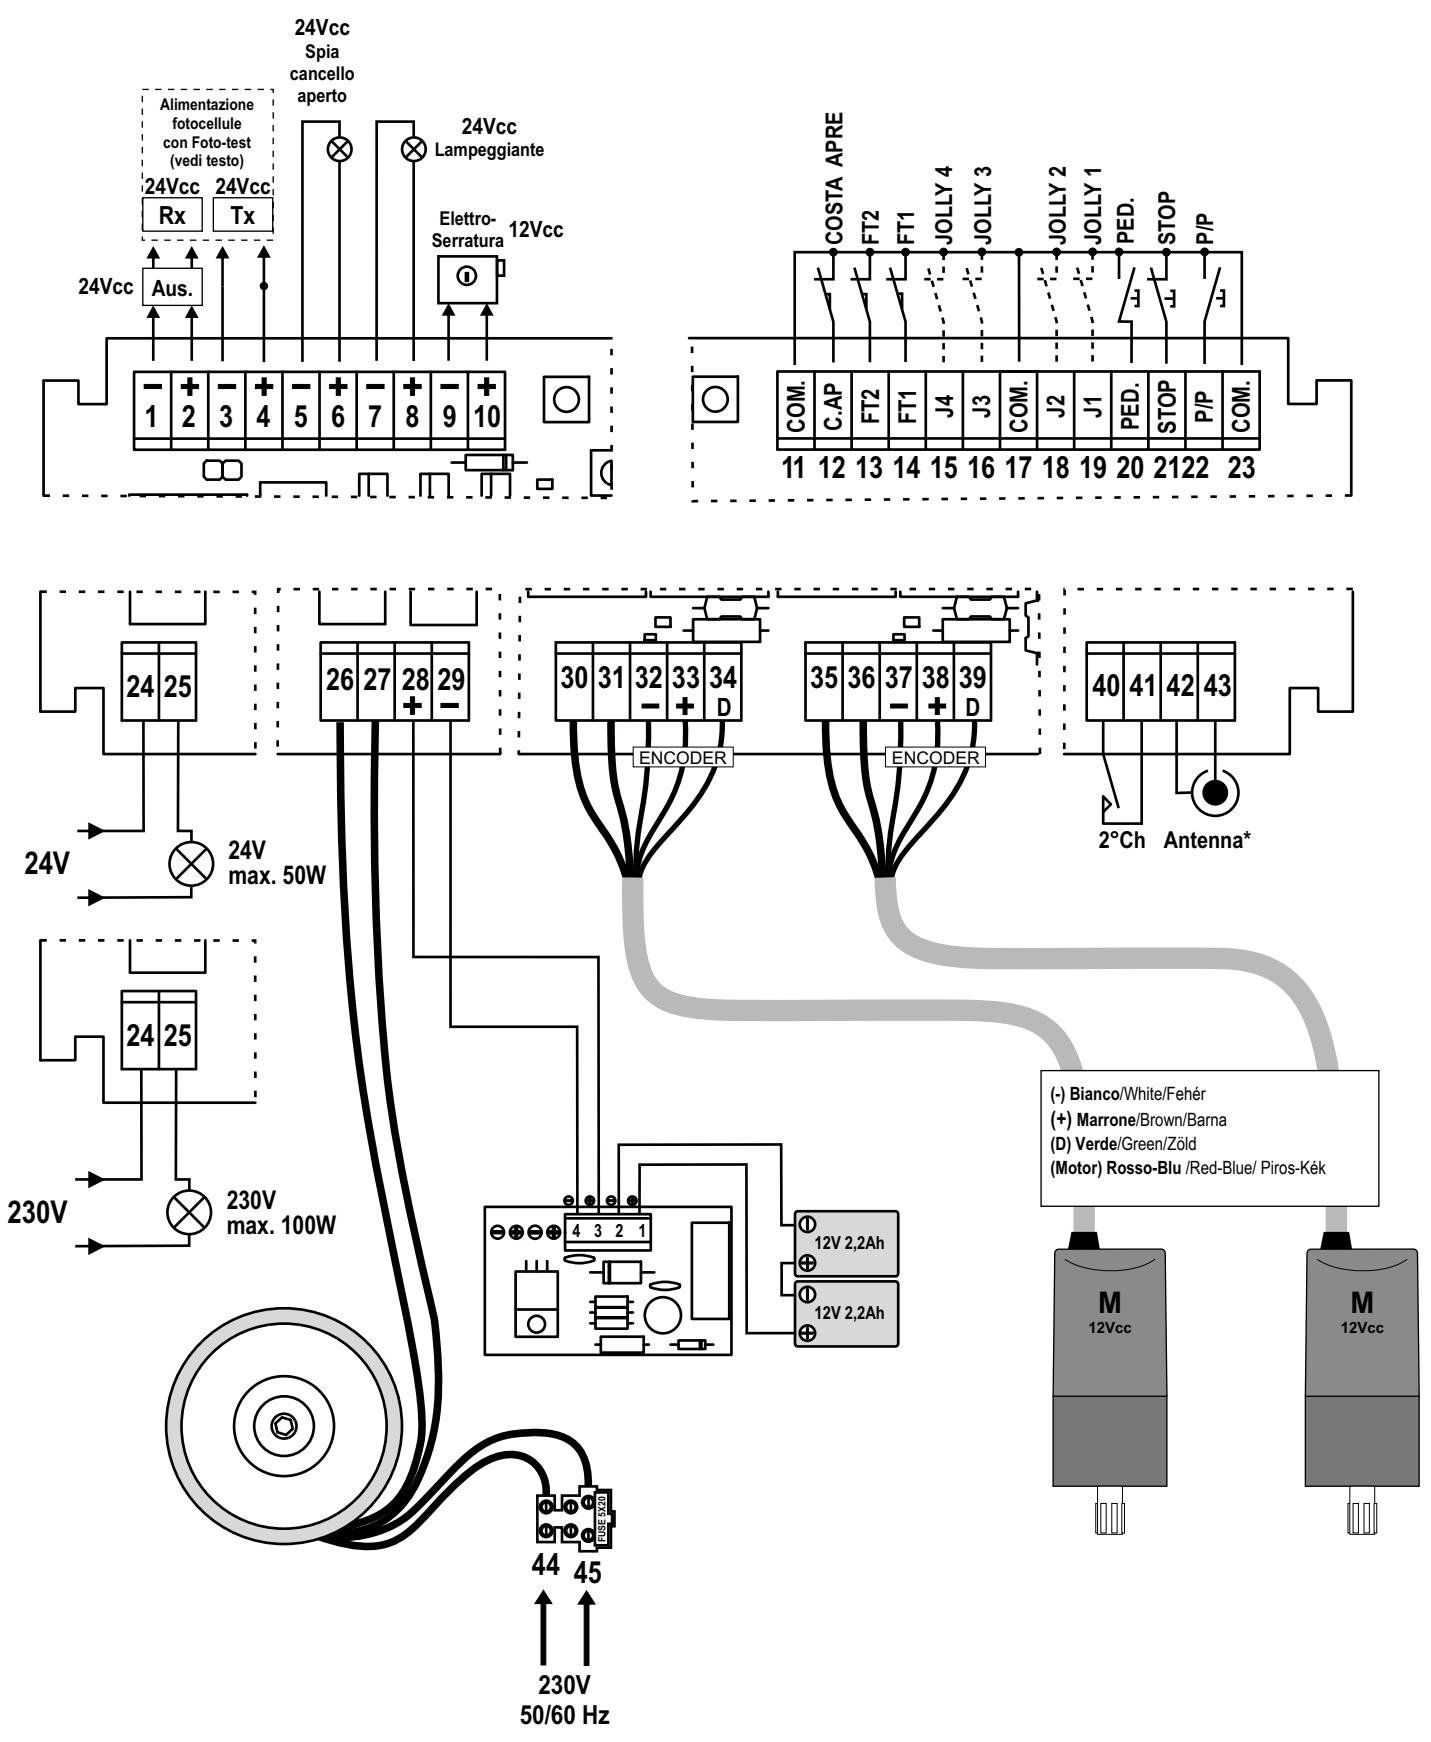 24Vcc
Spia
cancello
aperto
Alimentazione
fotocellule
con Foto-test
(vedi testo)
24Vcc 24Vcc
Rx Tx
24Vcc Aus.
24Vcc
Lampeggiante
Elettro-
Serratura 12Vcc
COSTA APRE FT2 FT1 JOLLY 4 JOLLY 3 JOLLY 2 JOLLY 1 PED. STOP P/P
− + − + − + − + − +
1 2 3 4 5 6 7 8 9 10
COM. C.AP FT2 FT1 J4 J3 COM. J2 J1 PED. STOP P/P COM.
11 12 13 14 15 16 17 18 19 20 21 22 23
24 25
26 27 28 29
+ −
30 31 32 33 34
− + D
35 36 37 38 39
− + D
40 41 42 43
ENCODER ENCODER
2°Ch Antenna*
24V
24V
max. 50W
24 25
230V
230V
max. 100W
(-) Bianco/White/Fehér
(+) Marrone/Brown/Barna
(D) Verde/Green/Zöld
(Motor) Rosso-Blu /Red-Blue/ Piros-Kék
4 3 2 1
12V 2,2Ah
12V 2,2Ah
M
12Vcc
M
12Vcc
FUSE 5X20
44 45
230V
50/60 Hz